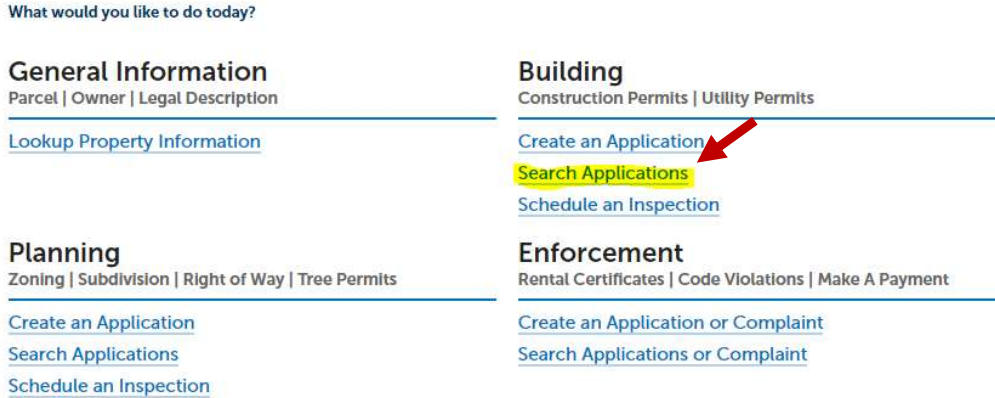 What would you like to do today?
General Information
Parcel | Owner | Legal Description
Lookup Property Information
Building
Construction Permits | Utility Permits
Create an Application
Search Applications
Schedule an Inspection
Planning
Zoning | Subdivision | Right of Way | Tree Permits
Create an Application
Search Applications
Schedule an Inspection
Enforcement
Rental Certificates | Code Violations | Make A Payment
Create an Application or Complaint
Search Applications or Complaint